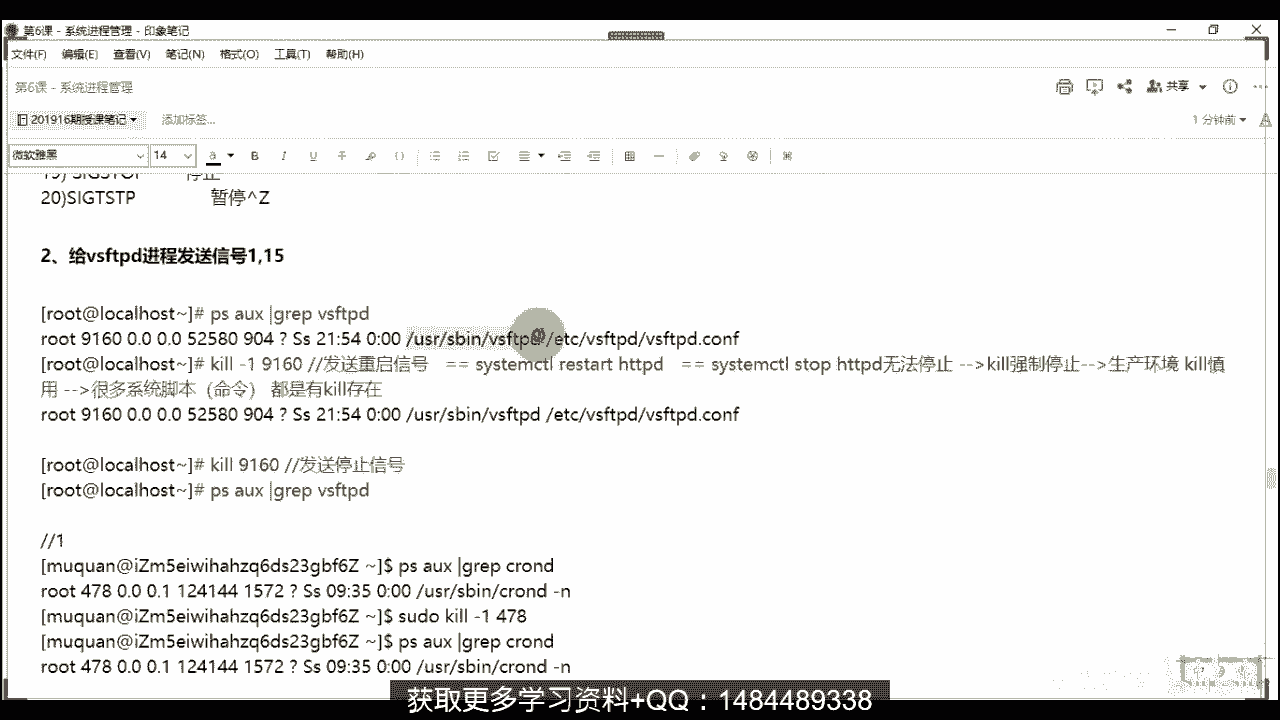 第6课 - 系统进程管理 - 印象笔记
文件(F) 编辑(E) 查看(V) 笔记(N) 格式(O) 工具(T) 帮助(H)
第6课 - 系统进程管理
共享
201916期授课笔记 添加标签...
1 分钟前
微软雅黑 14
20)SIGTSTP 暂停^Z
2、给vsftpd进程发送信号1,15
[root@localhost~]# ps aux |grep vsftpd
root 9160 0.0 0.0 52580 904 ? Ss 21:54 0:00 /usr/sbin/vsftpd /etc/vsftpd/vsftpd.conf
[root@localhost~]# kill -1 9160 //发送重启信号 == systemctl restart httpd == systemctl stop httpd无法停止 -->kill强制停止-->生产环境 kill慎
用 -->很多系统脚本（命令） 都是有kill存在
root 9160 0.0 0.0 52580 904 ? Ss 21:54 0:00 /usr/sbin/vsftpd /etc/vsftpd/vsftpd.conf
[root@localhost~]# kill 9160 //发送停止信号
[root@localhost~]# ps aux |grep vsftpd
//1
[muquan@iZm5eiwihahzq6ds23gbf6Z ~]$ ps aux |grep crond
root 478 0.0 0.1 124144 1572 ? Ss 09:35 0:00 /usr/sbin/crond -n
[muquan@iZm5eiwihahzq6ds23gbf6Z ~]$ sudo kill -1 478
[muquan@iZm5eiwihahzq6ds23gbf6Z ~]$ ps aux |grep crond
root 478 0.0 0.1 124144 1572 ? Ss 09:35 0:00 /usr/sbin/crond -n
获取更多学习资料+QQ：1484489338